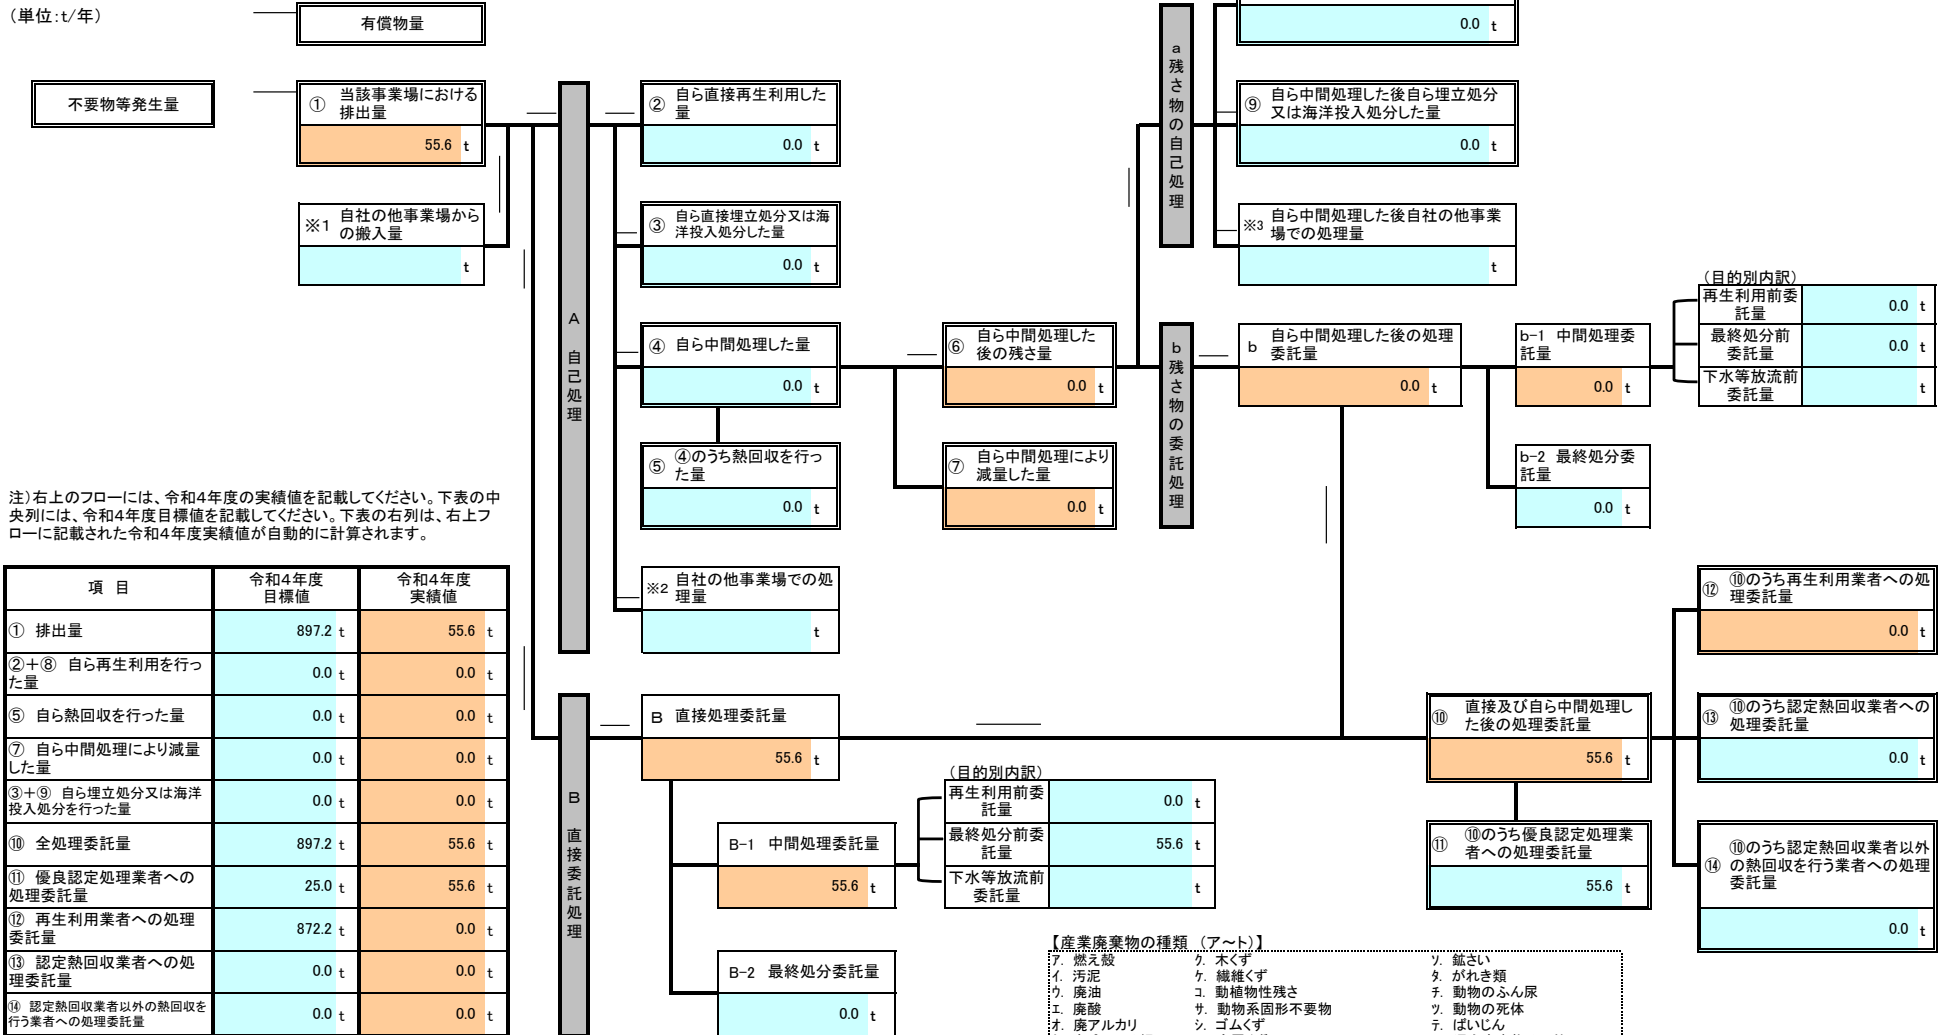 (単位:t/年)
有償物量
不要物等発生量
① 当該事業場における
排出量
55.6 t
※1 自社の他事業場から
の搬入量
t
A 自己処理
② 自ら直接再生利用した
量
0.0 t
③ 自ら直接埋立処分又は海
洋投入処分した量
0.0 t
④ 自ら中間処理した量
0.0 t
⑤ ④のうち熱回収を行っ
た量
0.0 t
※2 自社の他事業場での処
理量
t
⑥ 自ら中間処理した
後の残さ量
0.0 t
⑦ 自ら中間処理により
減量した量
0.0 t
a 残さ物の自己処理
0.0 t
⑨ 自ら中間処理した後自ら埋立処分
又は海洋投入処分した量
0.0 t
※3 自ら中間処理した後自社の他事業
場での処理量
t
b 残さ物の委託処理
b 自ら中間処理した後の処理
委託量
0.0 t
b-1 中間処理委
託量
0.0 t
b-2 最終処分委
託量
0.0 t
(目的別内訳)
再生利用前委
託量
0.0 t
最終処分前
委託量
0.0 t
下水等放流前
委託量
t
注)右上のフローには、令和4年度の実績値を記載してください。下表の中
央列には、令和4年度目標値を記載してください。下表の右列は、右上フ
ローに記載された令和4年度実績値が自動的に計算されます。
項 目 令和4年度
目標値 令和4年度
実績値
① 排出量 897.2 t 55.6 t
②+⑧ 自ら再生利用を行っ
た量 0.0 t 0.0 t
⑤ 自ら熱回収を行った量 0.0 t 0.0 t
⑦ 自ら中間処理により減量
した量 0.0 t 0.0 t
③+⑨ 自ら埋立処分又は海洋
投入処分を行った量 0.0 t 0.0 t
⑩ 全処理委託量 897.2 t 55.6 t
⑪ 優良認定処理業者への
処理委託量 25.0 t 55.6 t
⑫ 再生利用業者への処理
委託量 872.2 t 0.0 t
⑬ 認定熱回収業者への処
理委託量 0.0 t 0.0 t
⑭ 認定熱回収業者以外の熱回収を
行う業者への処理委託量 0.0 t 0.0 t
B 直接委託処理
B 直接処理委託量
55.6 t
B-1 中間処理委託量
55.6 t
B-2 最終処分委託量
0.0 t
(目的別内訳)
再生利用前委
託量
0.0 t
最終処分前委
託量
55.6 t
下水等放流前
委託量
t
⑩ 直接及び自ら中間処理し
た後の処理委託量
55.6 t
⑪ ⑩のうち優良認定処理業
者への処理委託量
55.6 t
⑫ ⑩のうち再生利用業者への処
理委託量
0.0 t
⑬ ⑩のうち認定熱回収業者への
処理委託量
0.0 t
⑭ ⑩のうち認定熱回収業者以外
の熱回収を行う業者への処理
委託量
0.0 t
【産業廃棄物の種類 (ア~ト)】
ア. 燃え殻 ク. 木くず ソ. 鉱さい
イ. 汚泥 ケ. 繊維くず タ. がれき類
ウ. 廃油 コ. 動植物性残さ チ. 動物のふん尿
エ. 廃酸 サ. 動物系固形不要物 ツ. 動物の死体
オ. 廃アルカリ シ. ゴムくず テ. ばいじん